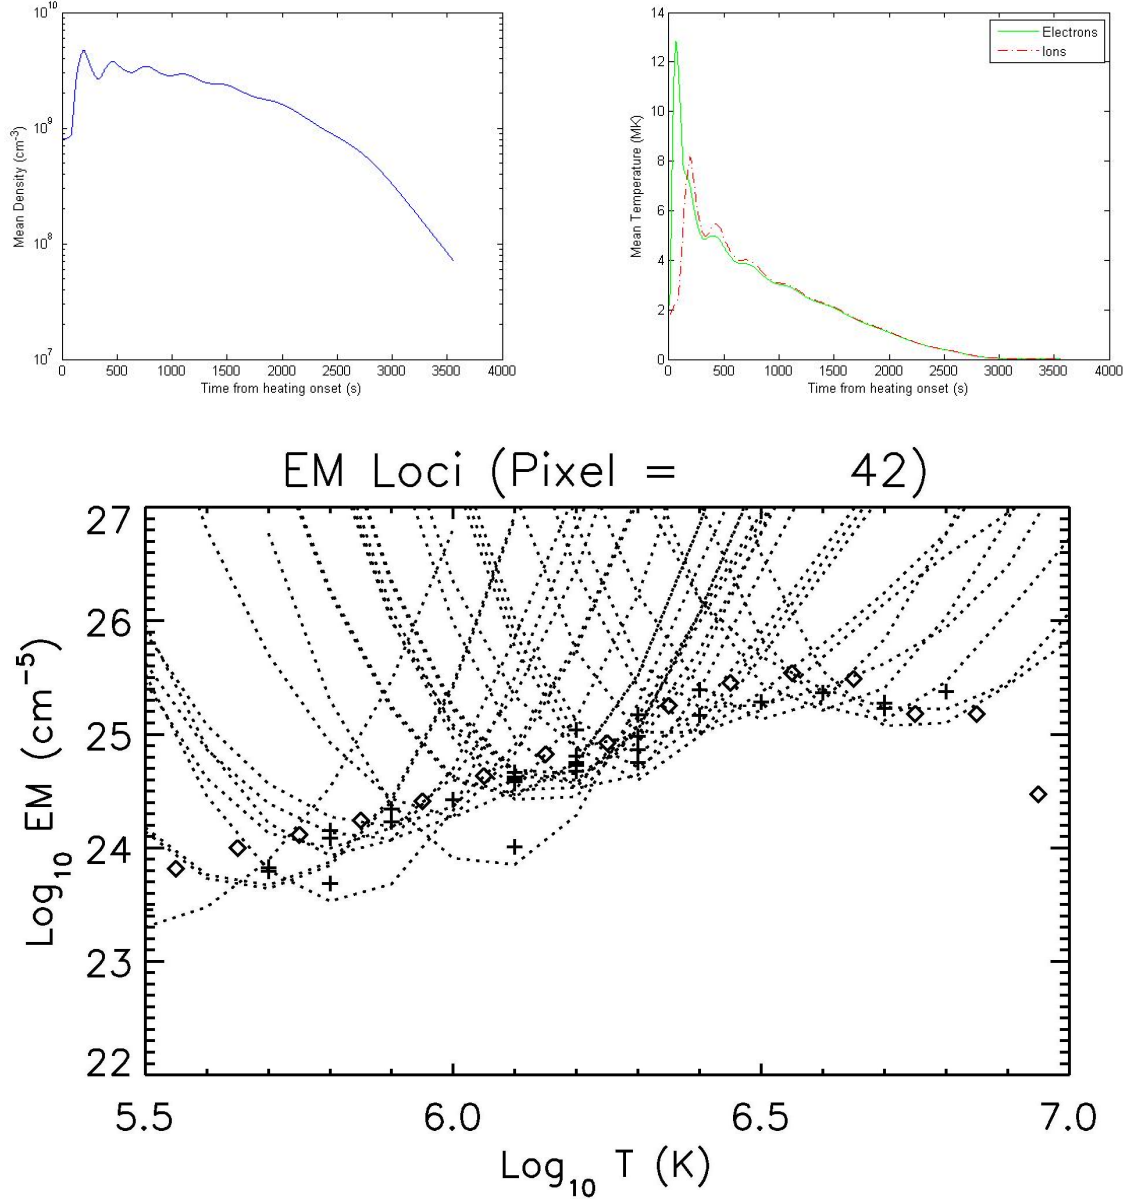 10^10
10^9
10^8
10^7
0 500 1000 1500 2000 2500 3000 3500 4000
Mean Density (cm^-3)
Time from heating onset (s)
14
12
10
8
6
4
2
0
0 500 1000 1500 2000 2500 3000 3500 4000
Mean Temperature (MK)
Time from heating onset (s)
Electrons
Ions
EM Loci (Pixel = 42)
27
26
25
24
23
22
5.5 6.0 6.5 7.0
Log10 EM (cm^-5)
Log10 T (K)